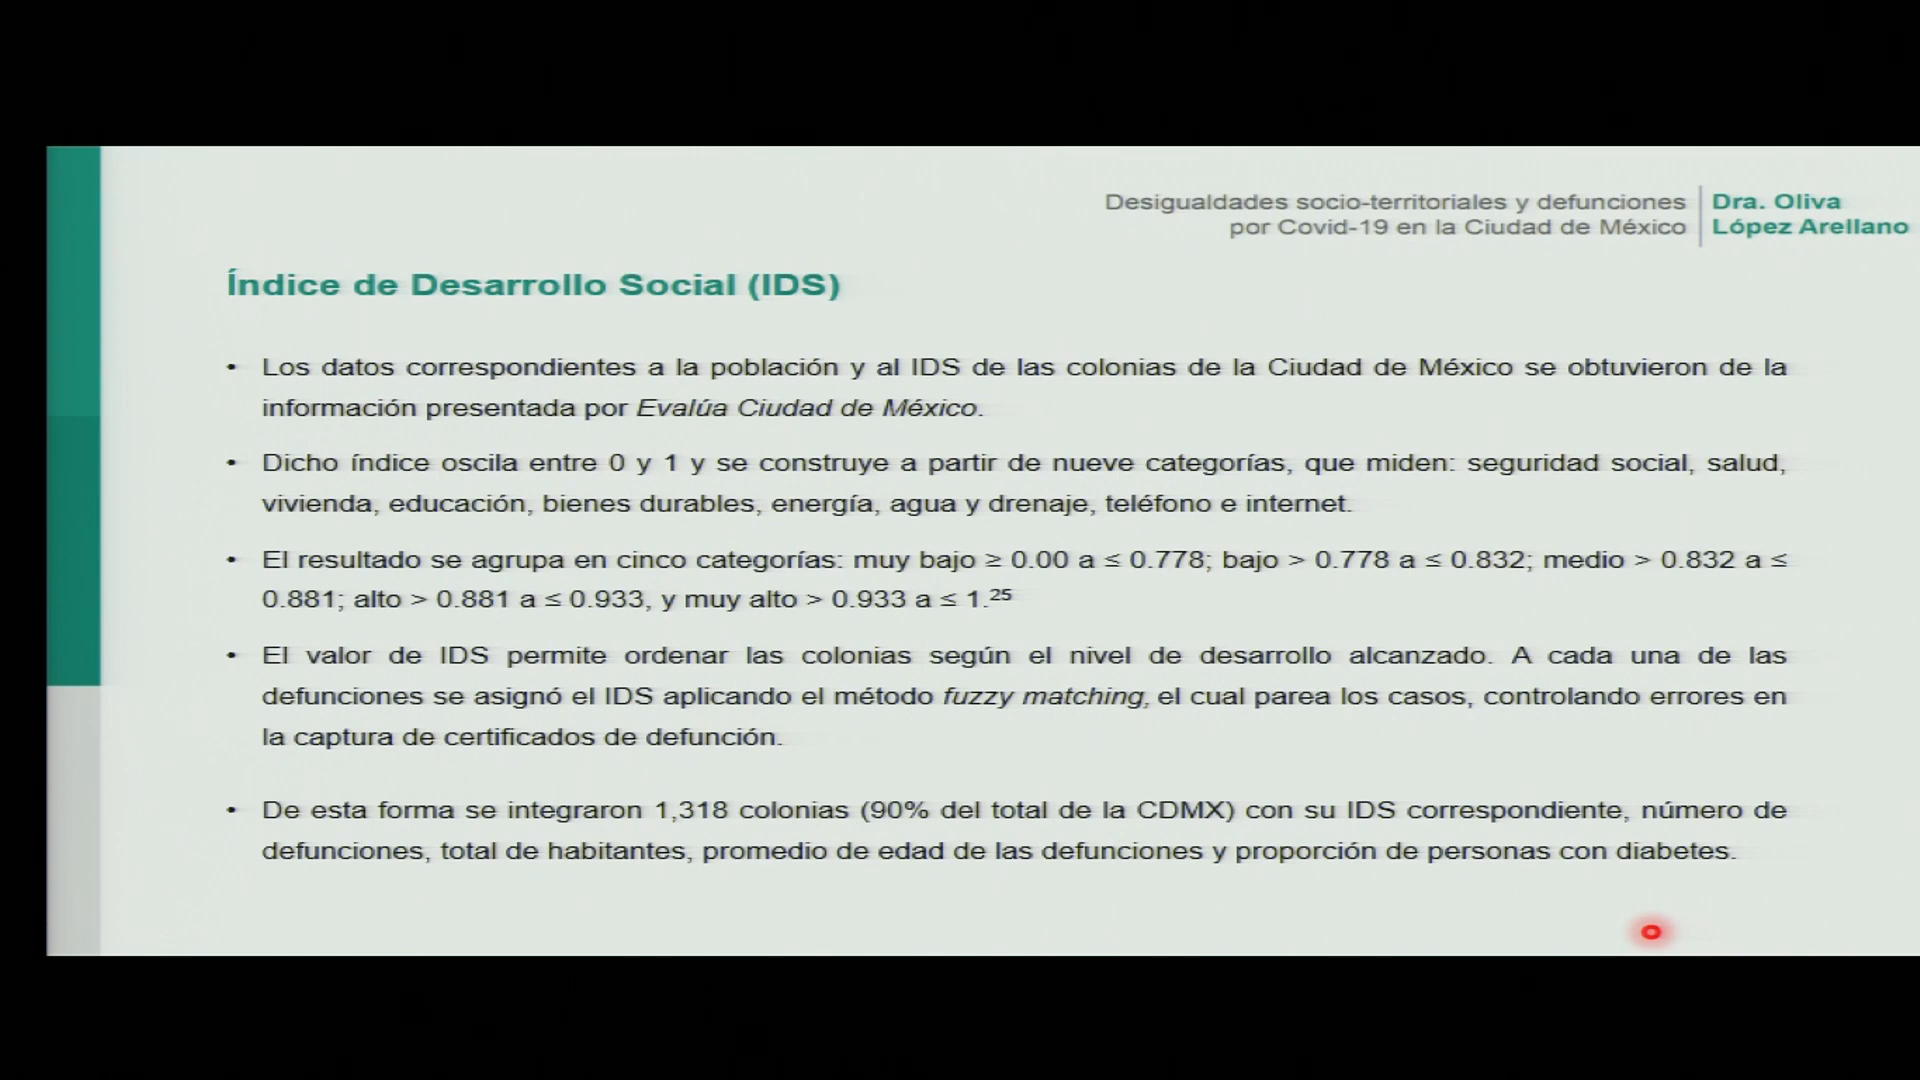 Desigualdades socio-territoriales y defunciones
por Covid-19 en la Ciudad de México
Dra. Oliva
López Arellano
Índice de Desarrollo Social (IDS)
• Los datos correspondientes a la población y al IDS de las colonias de la Ciudad de México se obtuvieron de la
información presentada por Evalúa Ciudad de México.
• Dicho índice oscila entre 0 y 1 y se construye a partir de nueve categorías, que miden: seguridad social, salud,
vivienda, educación, bienes durables, energía, agua y drenaje, teléfono e internet.
• El resultado se agrupa en cinco categorías: muy bajo ≥ 0.00 a ≤ 0.778; bajo > 0.778 a ≤ 0.832; medio > 0.832 a ≤
0.881; alto > 0.881 a ≤ 0.933, y muy alto > 0.933 a ≤ 1.²⁵
• El valor de IDS permite ordenar las colonias según el nivel de desarrollo alcanzado. A cada una de las
defunciones se asignó el IDS aplicando el método fuzzy matching, el cual parea los casos, controlando errores en
la captura de certificados de defunción.
• De esta forma se integraron 1,318 colonias (90% del total de la CDMX) con su IDS correspondiente, número de
defunciones, total de habitantes, promedio de edad de las defunciones y proporción de personas con diabetes.